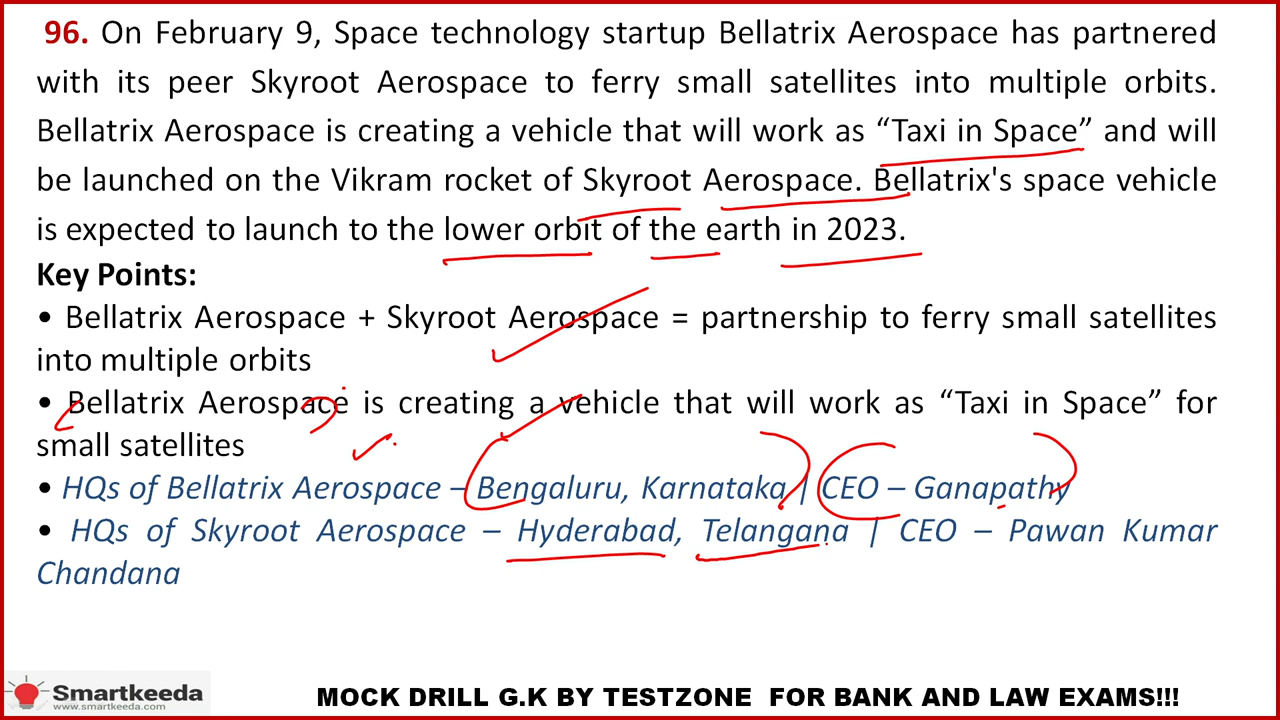 96. On February 9, Space technology startup Bellatrix Aerospace has partnered
with its peer Skyroot Aerospace to ferry small satellites into multiple orbits.
Bellatrix Aerospace is creating a vehicle that will work as “Taxi in Space” and will
be launched on the Vikram rocket of Skyroot Aerospace. Bellatrix's space vehicle
is expected to launch to the lower orbit of the earth in 2023.
Key Points:
• Bellatrix Aerospace + Skyroot Aerospace = partnership to ferry small satellites
into multiple orbits
• Bellatrix Aerospace is creating a vehicle that will work as “Taxi in Space” for
small satellites
• HQs of Bellatrix Aerospace – Bengaluru, Karnataka | CEO – Ganapathy
• HQs of Skyroot Aerospace – Hyderabad, Telangana | CEO – Pawan Kumar
Chandana
Smartkeeda
www.smartkeeda.com
MOCK DRILL G.K BY TESTZONE FOR BANK AND LAW EXAMS!!!